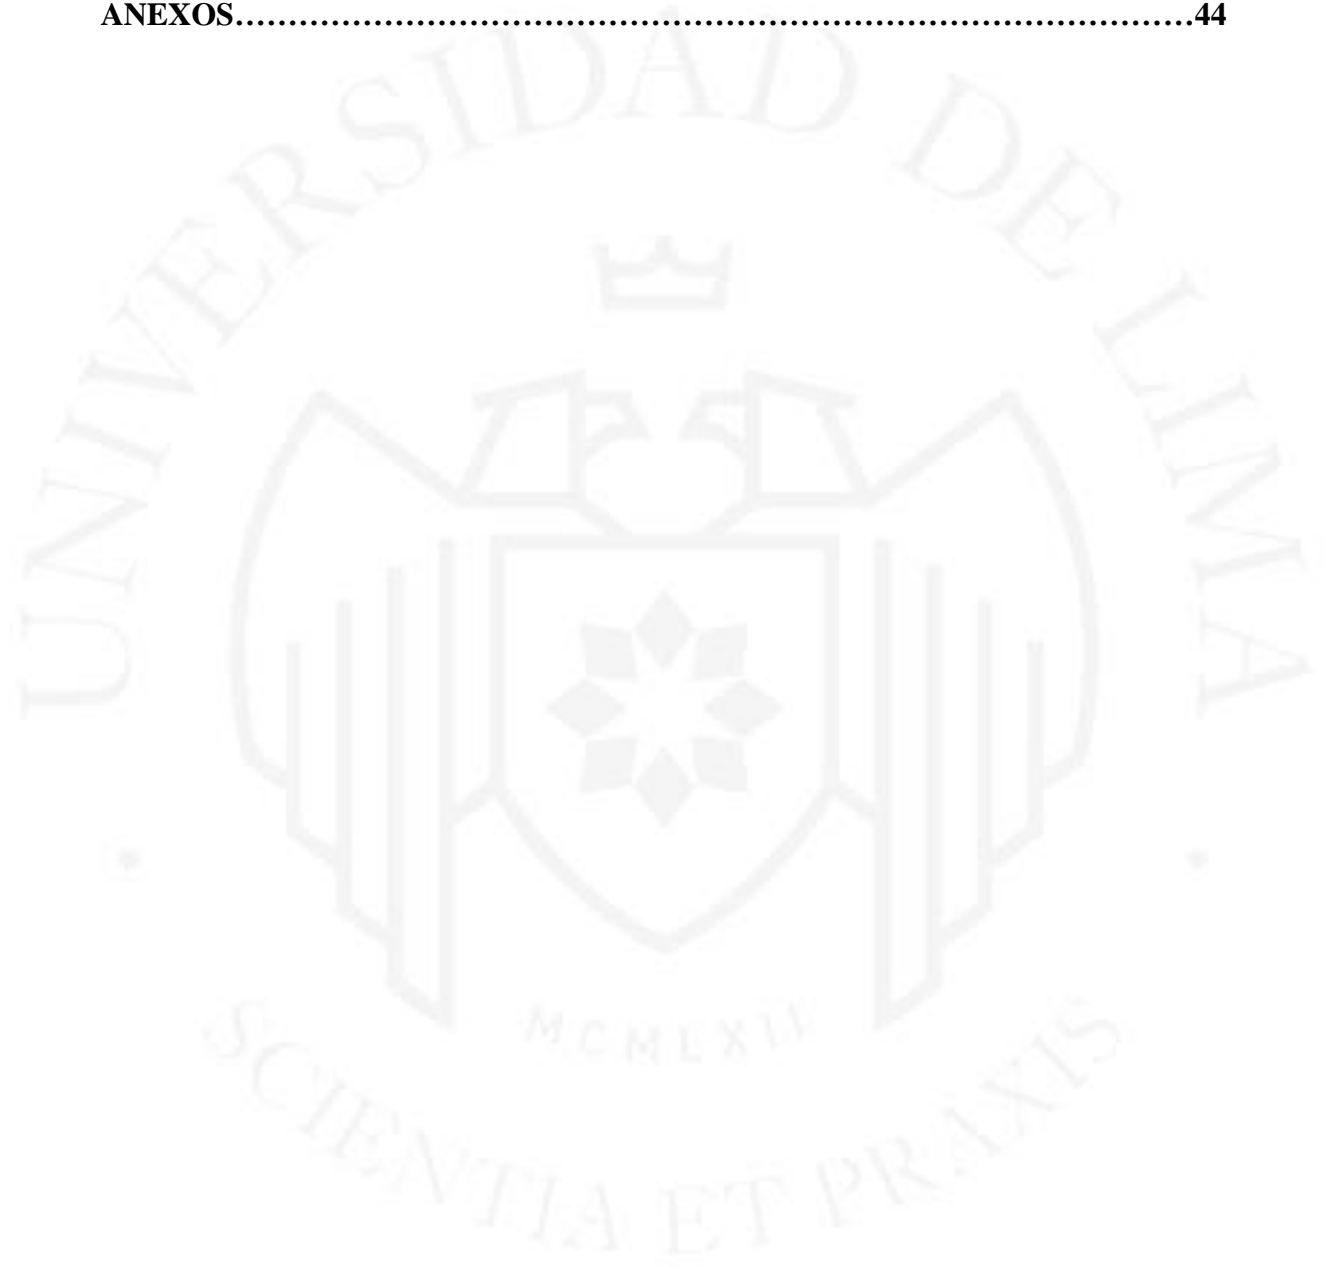 ANEXOS……………………………………………………………………………44
UNIVERSIDAD DE LIMA
MCMLXII
SCIENTIA ET PRAXIS